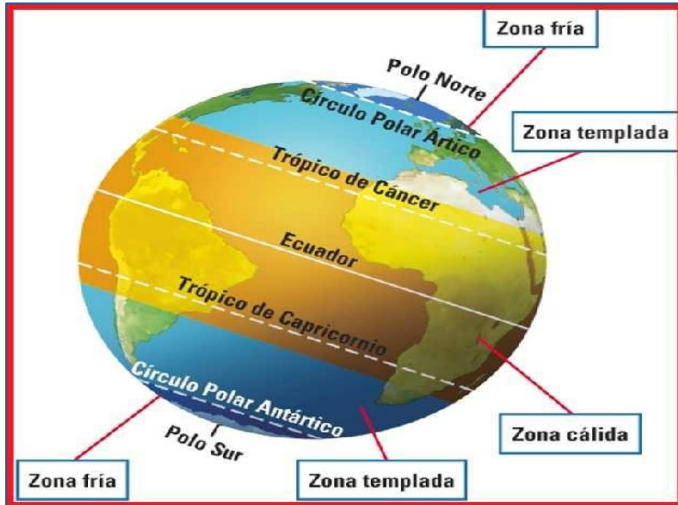 Zona fría
Polo Norte
Círculo Polar Ártico
Zona templada
Trópico de Cáncer
Ecuador
Trópico de Capricornio
Círculo Polar Antártico
Zona cálida
Polo Sur
Zona fría
Zona templada